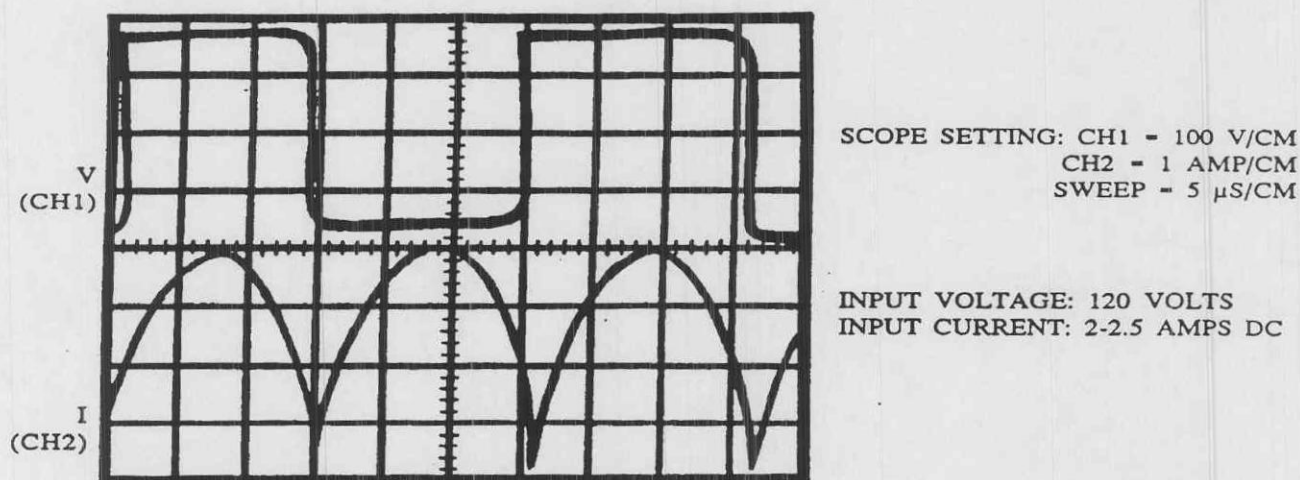 V
(CH1)
I
(CH2)
SCOPE SETTING: CH1 - 100 V/CM
CH2 - 1 AMP/CM
SWEEP - 5 μS/CM
INPUT VOLTAGE: 120 VOLTS
INPUT CURRENT: 2-2.5 AMPS DC